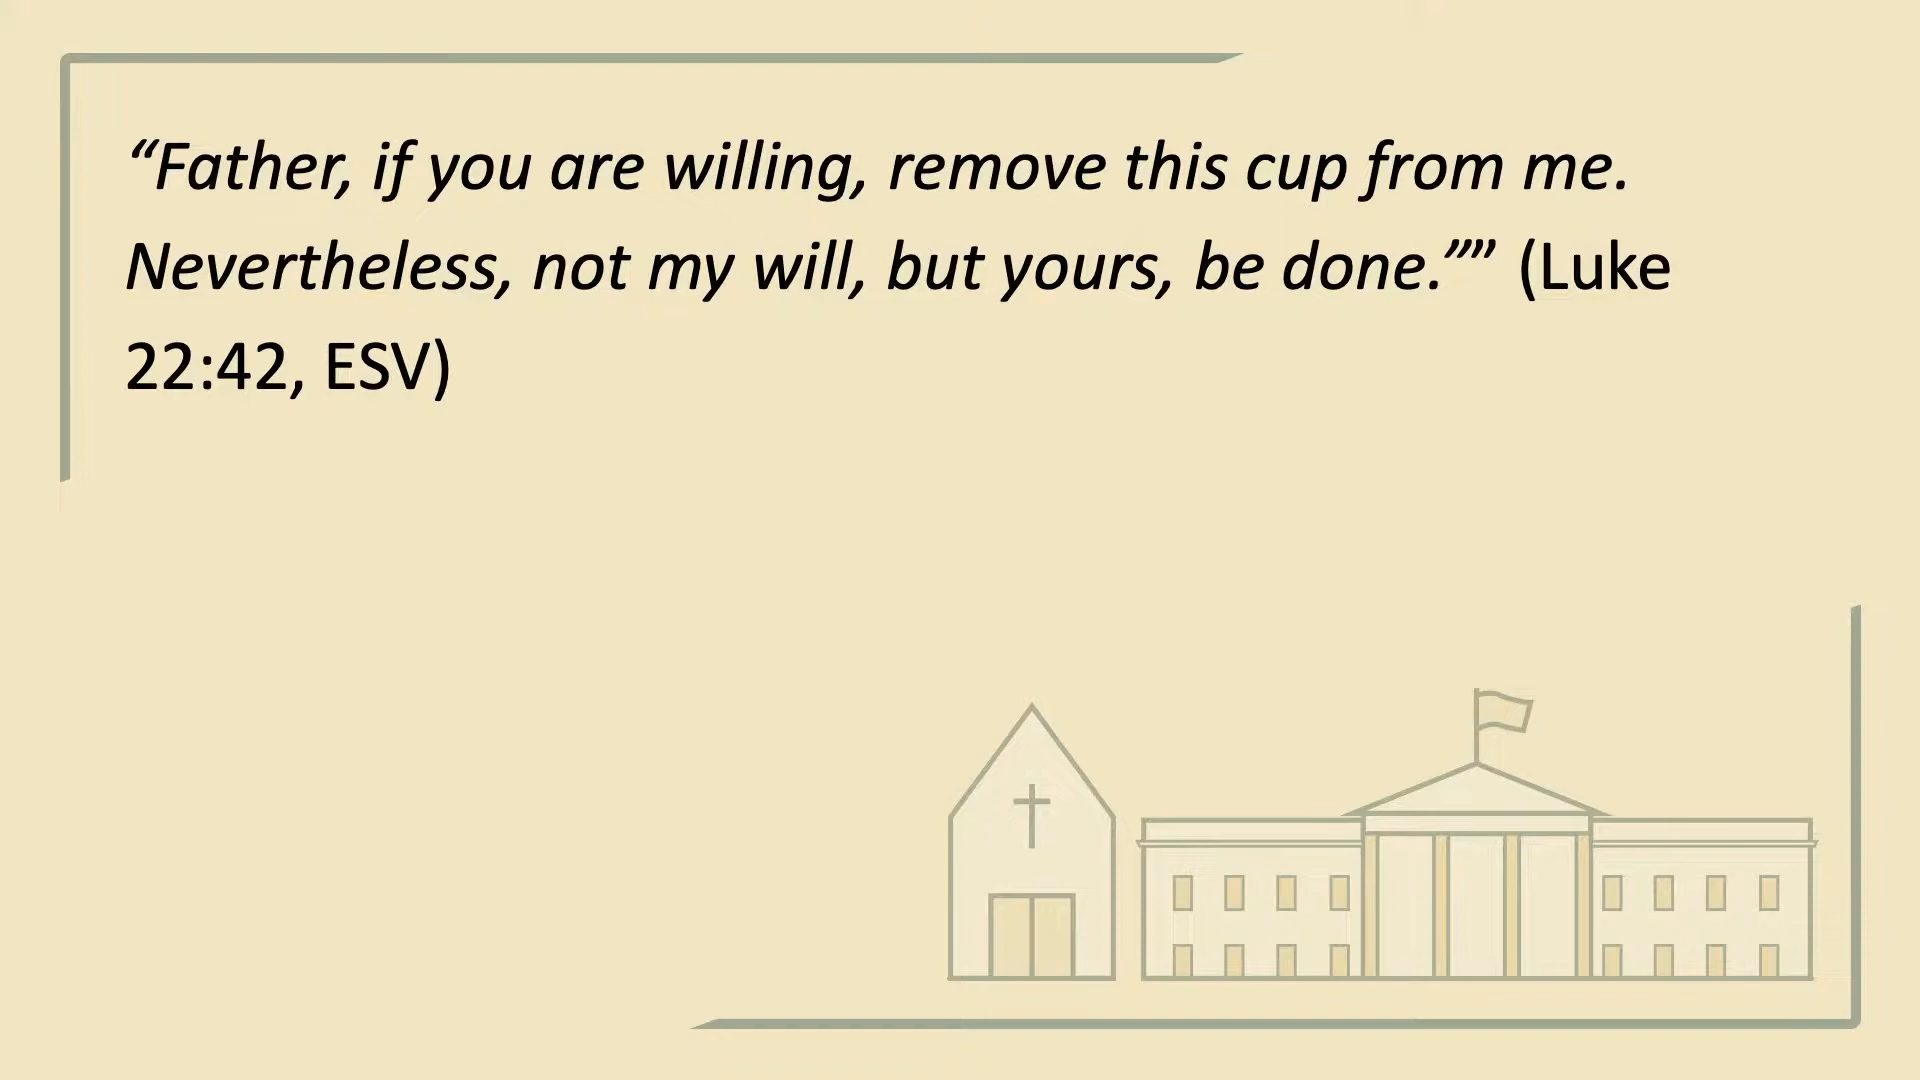 “Father, if you are willing, remove this cup from me.
Nevertheless, not my will, but yours, be done.”” (Luke
22:42, ESV)